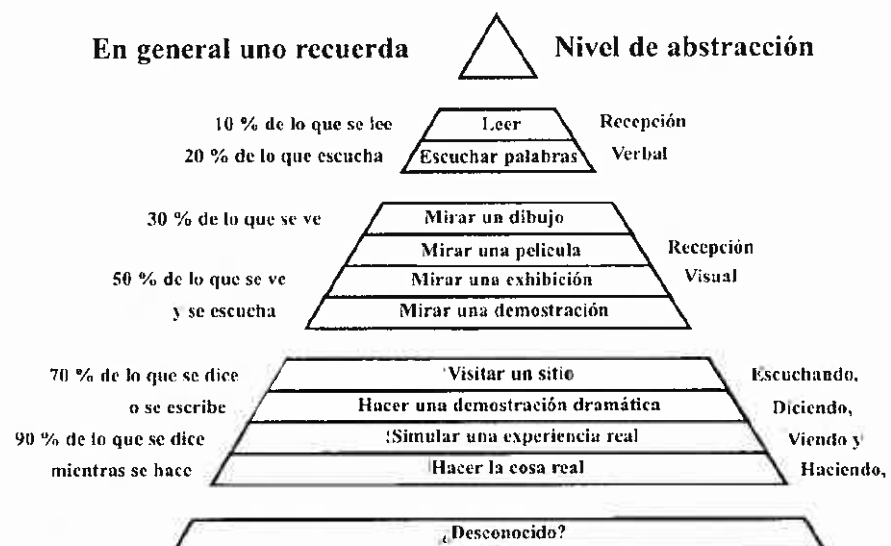 En general uno recuerda
Nivel de abstracción
10 % de lo que se lee
Leer
Recepción
20 % de lo que escucha
Escuchar palabras
Verbal
30 % de lo que se ve
Mirar un dibujo
Mirar una pelicula
Recepción
50 % de lo que se ve
Mirar una exhibición
Visual
y se escucha
Mirar una demostración
70 % de lo que se dice
Visitar un sitio
Escuchando,
o se escribe
Hacer una demostración dramática
Diciendo,
90 % de lo que se dice
Simular una experiencia real
Viendo y
mientras se hace
Hacer la cosa real
Haciendo,
¿Desconocido?